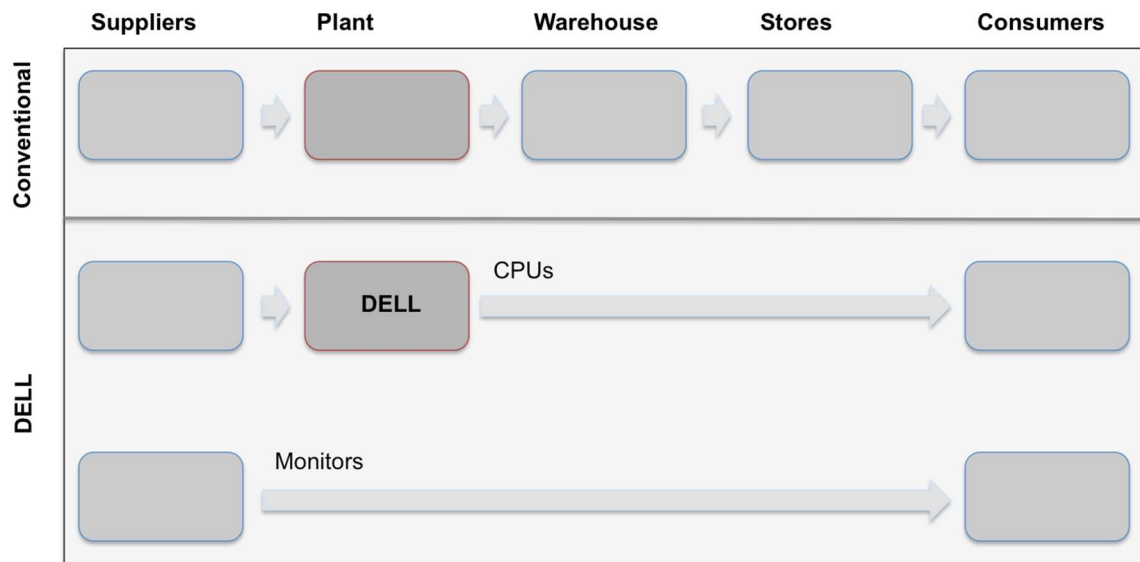 Suppliers Plant Warehouse Stores Consumers
Conventional
DELL
CPUs
DELL
Monitors